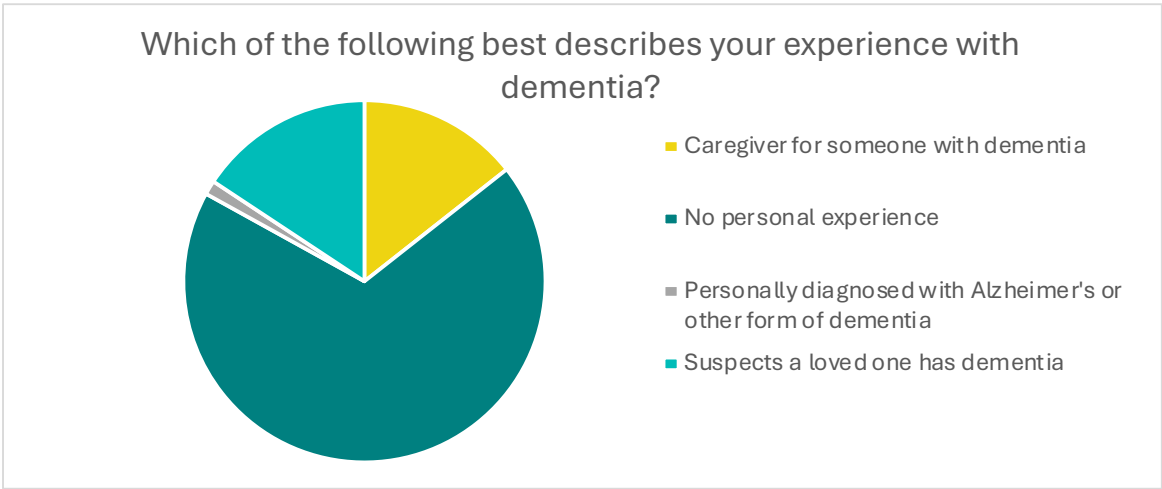 Which of the following best describes your experience with
dementia?
Caregiver for someone with dementia
No personal experience
Personally diagnosed with Alzheimer's or
other form of dementia
Suspects a loved one has dementia